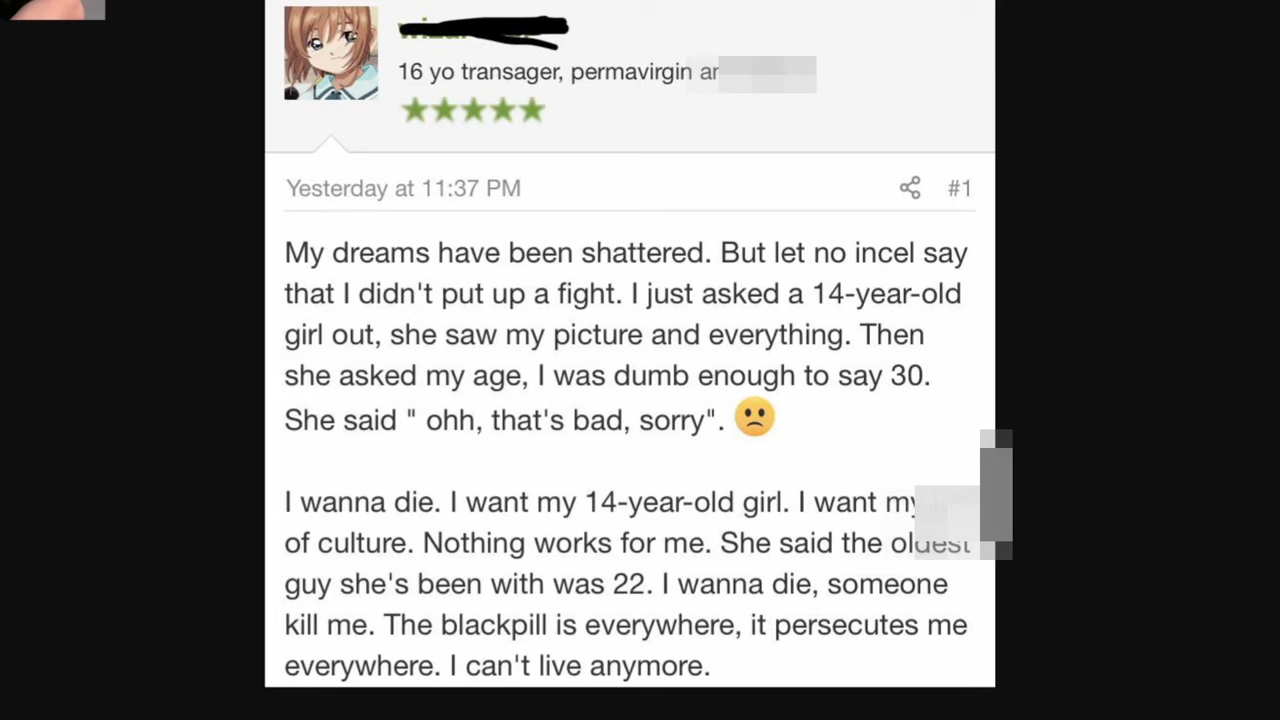 16 yo transager, permavirgin
Yesterday at 11:37 PM
#1
My dreams have been shattered. But let no incel say
that I didn't put up a fight. I just asked a 14-year-old
girl out, she saw my picture and everything. Then
she asked my age, I was dumb enough to say 30.
She said " ohh, that's bad, sorry". 🙁
I wanna die. I want my 14-year-old girl. I want my
of culture. Nothing works for me. She said the oldest
guy she's been with was 22. I wanna die, someone
kill me. The blackpill is everywhere, it persecutes me
everywhere. I can't live anymore.